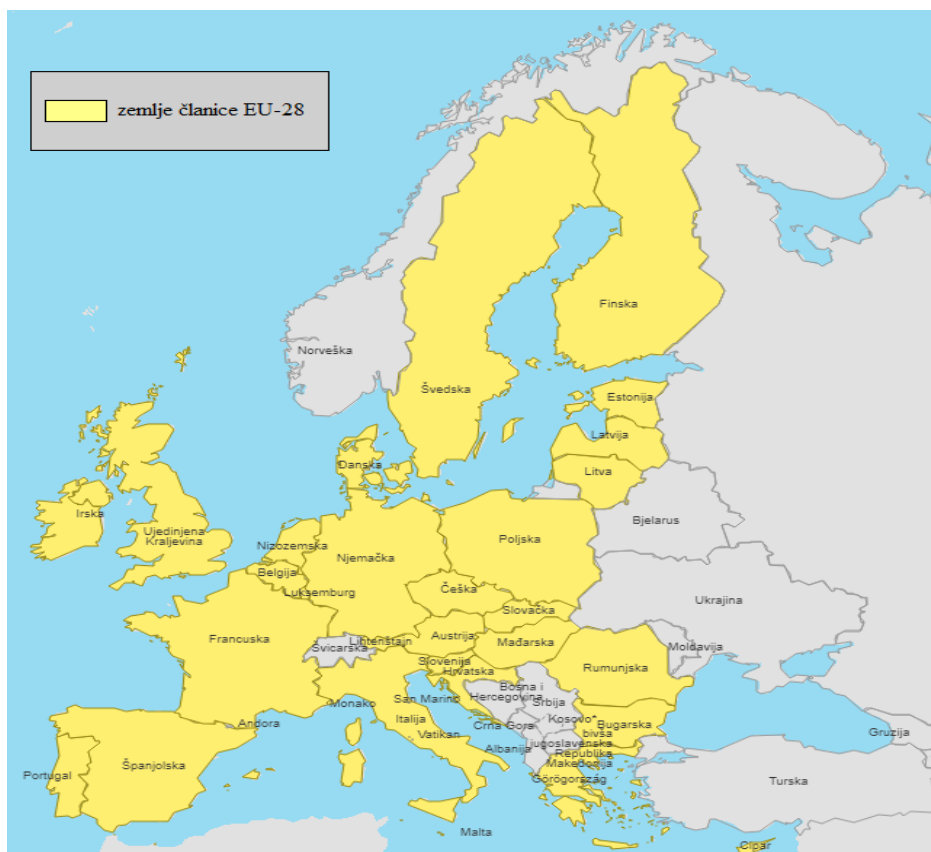 zemlje članice EU-28
Finska
Norveška
Švedska
Estonija
Latvija
Danska
Litva
Irska
Ujedinjena
Kraljevina
Bjelarus
Nizozemska
Njemačka
Poljska
Belgija
Luksemburg
Češka
Ukrajina
Slovačka
Francuska
Lihtenštajn
Švicarska
Austrija
Mađarska
Moldavija
Slovenija
Hrvatska
Rumunjska
Bosna i
Hercegovina
San Marino
Srbija
Monako
Andora
Italija
Crna Gora
Kosovo*
Bugarska
Vatikan
bivša
jugoslavenska
Republika
Makedonija
Albanija
Gruzija
Portugal
Španjolska
Görögország
Turska
Malta
Cipar